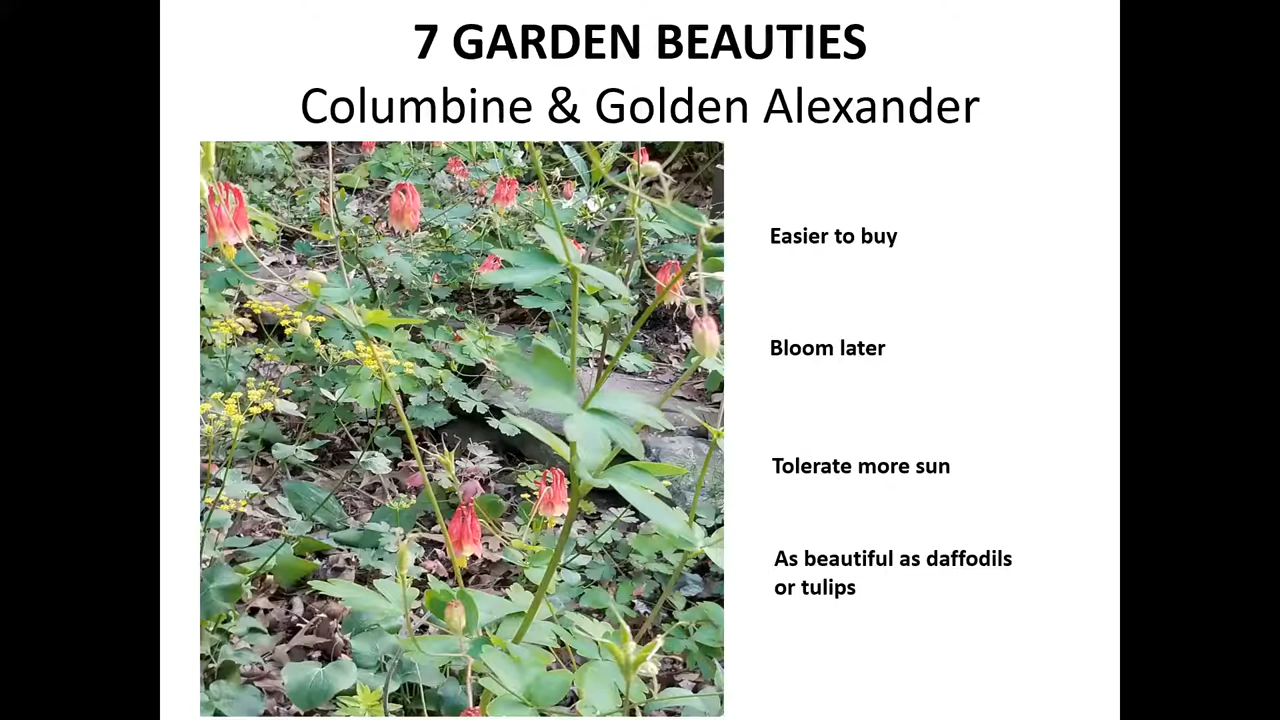 7 GARDEN BEAUTIES
Columbine & Golden Alexander
Easier to buy
Bloom later
Tolerate more sun
As beautiful as daffodils
or tulips